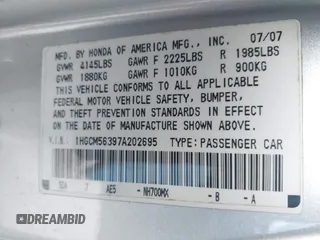 MFD. BY HONDA OF AMERICA MFG., INC. 07/07
GVWR 4145LBS GAWR F 2225LBS R 1985LBS
GVWR 1880KG GAWR F 1010KG R 900KG
THIS VEHICLE CONFORMS TO ALL APPLICABLE
FEDERAL MOTOR VEHICLE SAFETY, BUMPER,
AND THEFT PREVENTION STANDARDS IN EFFECT
ON THE DATE OF MANUFACTURE SHOWN ABOVE.
V.I.N.: 1HGCM56397A202695 TYPE: PASSENGER CAR
AE5 NH700MX -B -A
IDRIVEANDBID